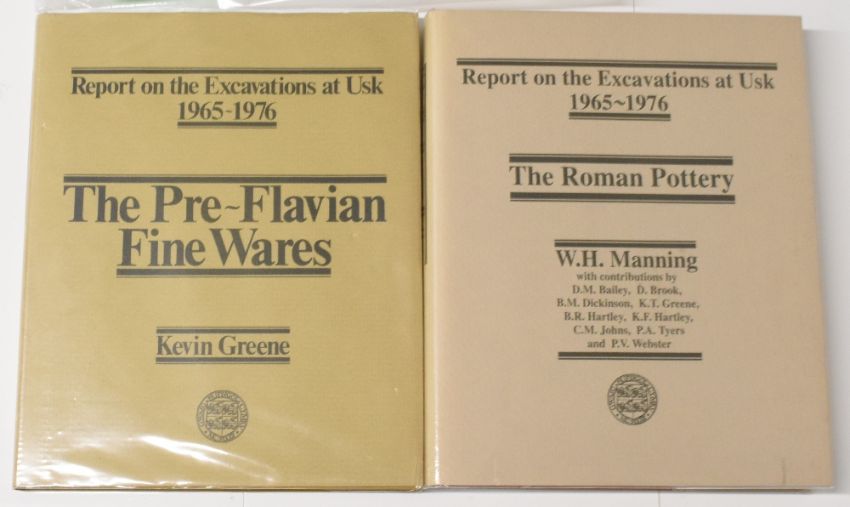 Report on the Excavations at Usk
1965~1976
The Pre~Flavian
Fine Wares
Kevin Greene
Report on the Excavations at Usk
1965~1976
The Roman Pottery
W.H. Manning
with contributions by
D.M. Bailey, D. Brook,
B.M. Dickinson, K.T. Greene,
B.R. Hartley, K.F. Hartley,
C.M. Johns, P.A. Tyers
and P.V. Webster